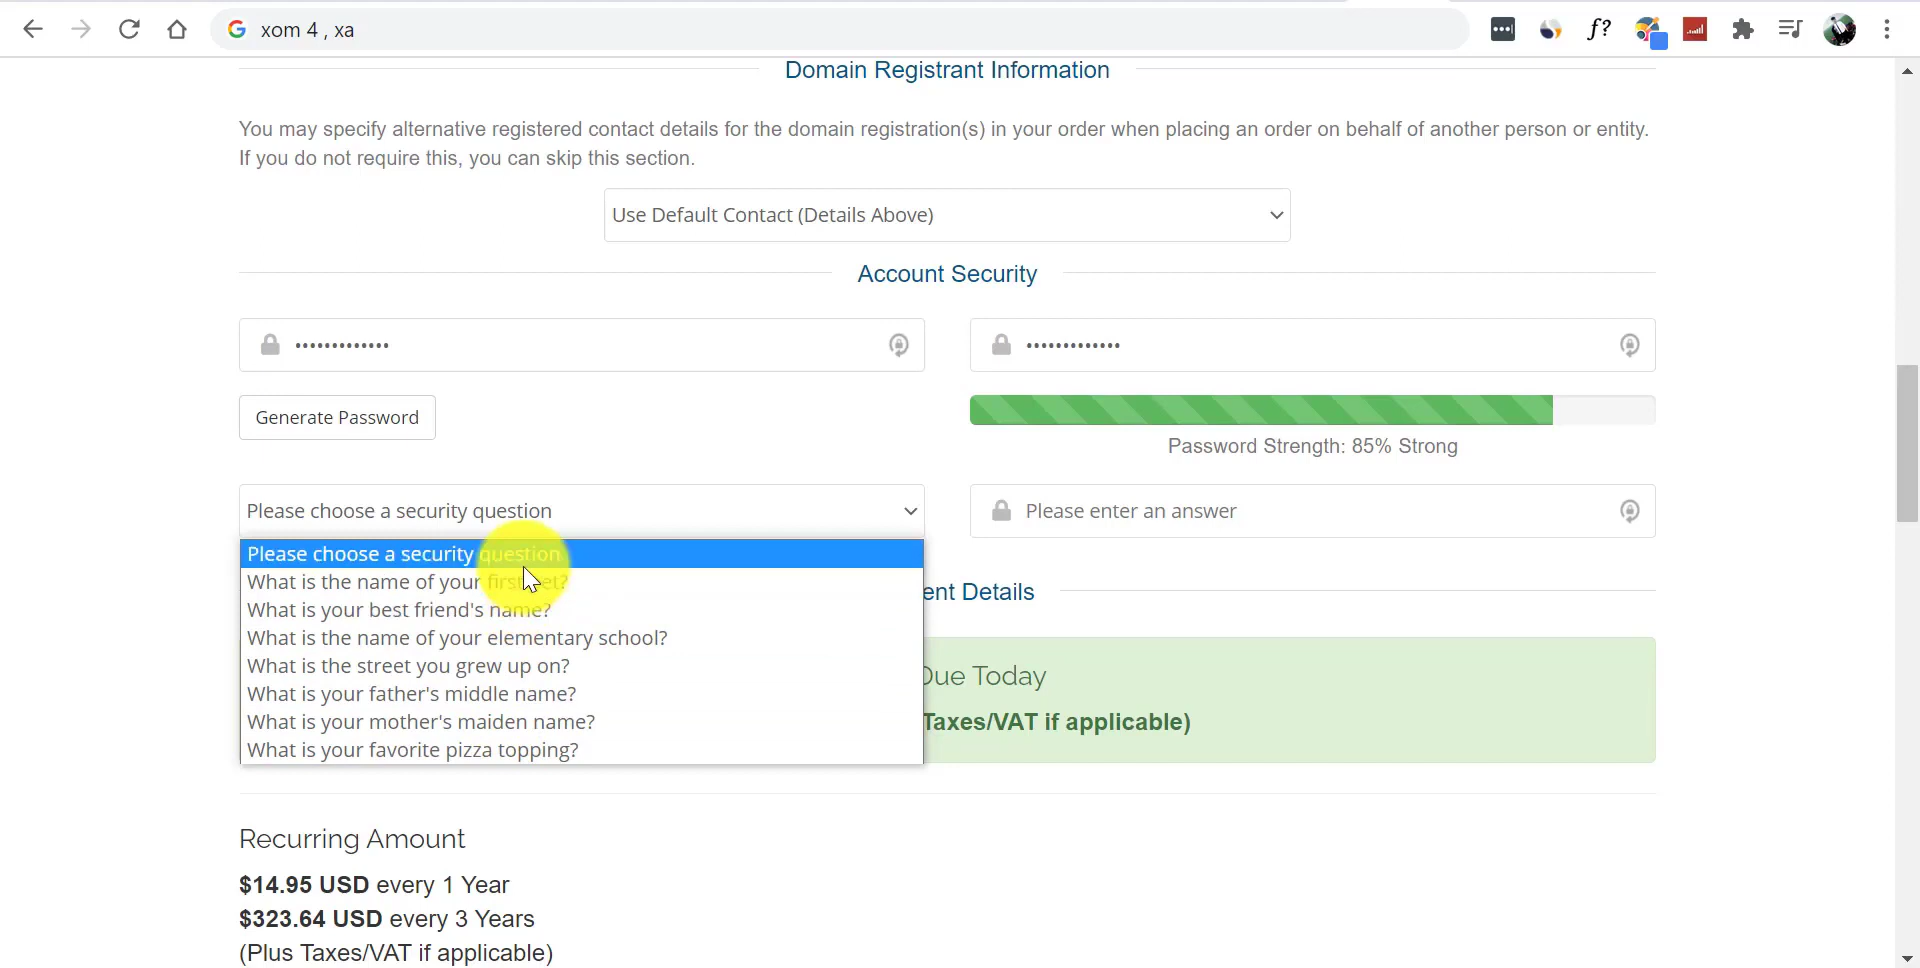 xom 4 , xa
f?
Domain Registrant Information
You may specify alternative registered contact details for the domain registration(s) in your order when placing an order on behalf of another person or entity.
If you do not require this, you can skip this section.
Use Default Contact (Details Above)
Account Security
•••••••••••••
•••••••••••••
Generate Password
Password Strength: 85% Strong
Please choose a security question
Please enter an answer
Please choose a security question
What is the name of your first pet?
What is your best friend's name?
What is the name of your elementary school?
What is the street you grew up on?
What is your father's middle name?
What is your mother's maiden name?
What is your favorite pizza topping?
ent Details
Due Today
Taxes/VAT if applicable)
Recurring Amount
$14.95 USD every 1 Year
$323.64 USD every 3 Years
(Plus Taxes/VAT if applicable)